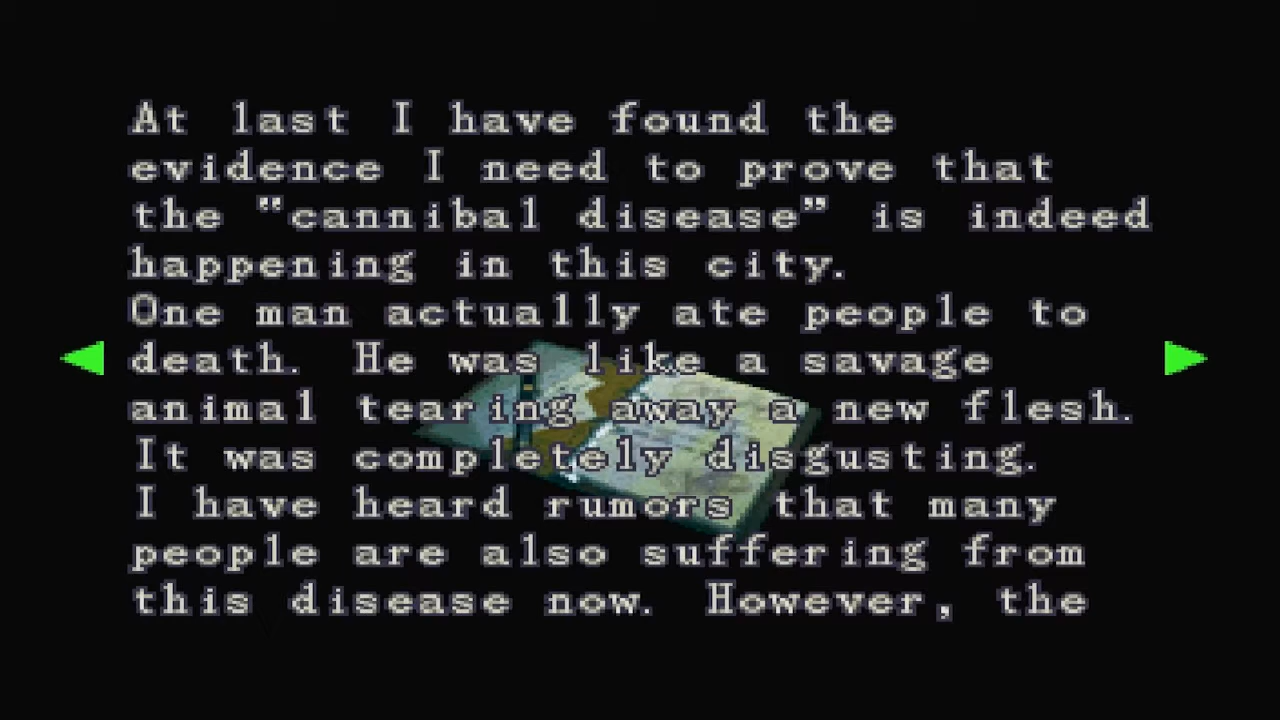 At last I have found the
evidence I need to prove that
the "cannibal disease" is indeed
happening in this city.
One man actually ate people to
death. He was like a savage
animal tearing away a new flesh.
It was completely disgusting.
I have heard rumors that many
people are also suffering from
this disease now. However, the